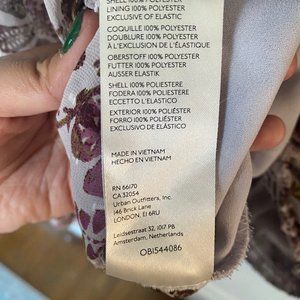 SHELL 100% POLYESTER
LINING 100% POLYESTER
EXCLUSIVE OF ELASTIC
COQUILLE 100% POLYESTER
DOUBLURE 100% POLYESTER
A L'EXCLUSION DE L'ÉLASTIQUE
OBERSTOFF 100% POLYESTER
FUTTER 100% POLYESTER
AUSSER ELASTIK
SHELL 100% POLIESTERE
FODERA 100% POLIESTERE
ECCETTO L'ELASTICO
EXTERIOR 100% POLIÉSTER
FORRO 100% POLIÉSTER
EXCLUSIVO DE ELÁSTICO
MADE IN VIETNAM
HECHO EN VIETNAM
RN 66170
CA 32054
Urban Outfitters, Inc.
146 Brick Lane
LONDON, E1 6RU
Leidsestraat 32, 1017 PB
Amsterdam, Netherlands
OB1544086